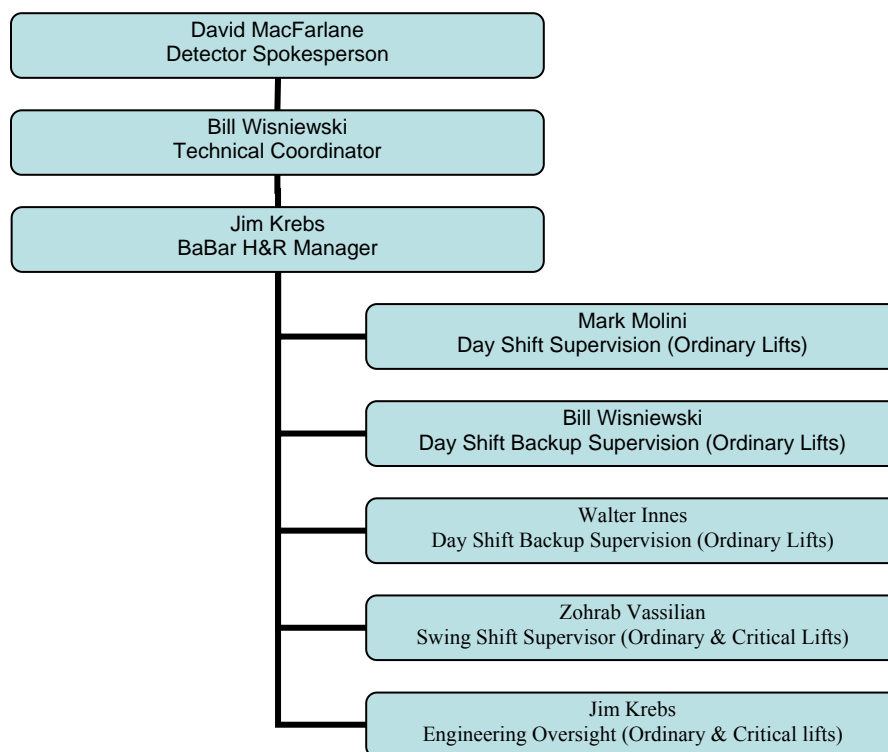 David MacFarlane
Detector Spokesperson
Bill Wisniewski
Technical Coordinator
Jim Krebs
BaBar H&R Manager
Mark Molini
Day Shift Supervision (Ordinary Lifts)
Bill Wisniewski
Day Shift Backup Supervision (Ordinary Lifts)
Walter Innes
Day Shift Backup Supervision (Ordinary Lifts)
Zohrab Vassilian
Swing Shift Supervisor (Ordinary & Critical Lifts)
Jim Krebs
Engineering Oversight (Ordinary & Critical lifts)